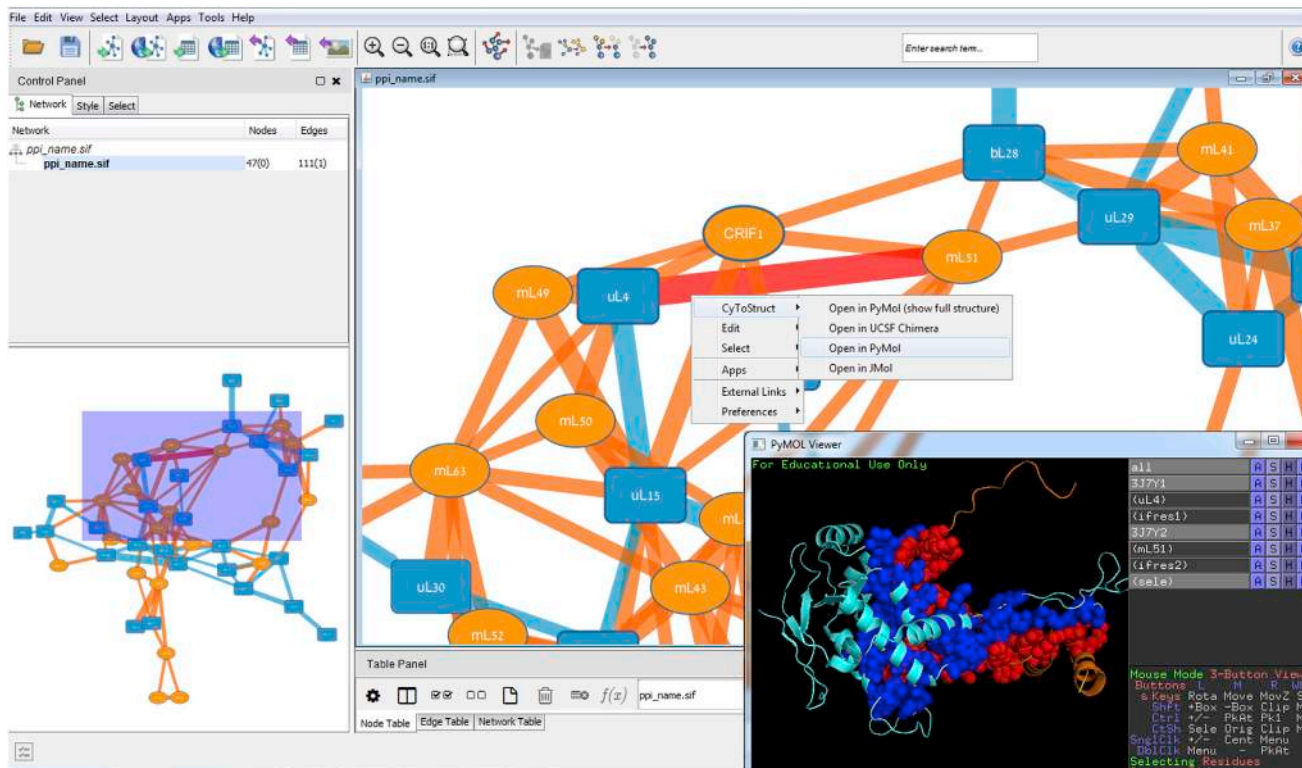 File Edit View Select Layout Apps Tools Help
Enter search term...
Control Panel
Network Style Select
Network Nodes Edges
ppi_name.sif
ppi_name.sif 47(0) 111(1)
ppi_name.sif
bL28
mL41
uL29
CRIF1
mL37
mL51
mL49
uL4
uL24
CyToStruct
Edit
Select
Apps
External Links
Preferences
Open in PyMol (show full structure)
Open in UCSF Chimera
Open in PyMol
Open in JMol
mL50
mL63
uL15
mL
mL43
uL30
mL52
PyMOL Viewer
For Educational Use Only
all A S H
3J7Y1 A S H
(uL4) A S H
(ifres1) A S H
3J7Y2 A S H
(mL51) A S H
(ifres2) A S H
(sele) A S H
Mouse Mode 3-Button View
Buttons L M R
& Keys Rota Move MovZ
Shft +Box -Box Clip
Ctrl +/- PkAt Pk1
CtSh Sele Orig Clip
SnglClk +/- Cent Menu
DblClk Menu - PkAt
Selecting Residues
Table Panel
f(x) ppi_name.sif
Node Table Edge Table Network Table